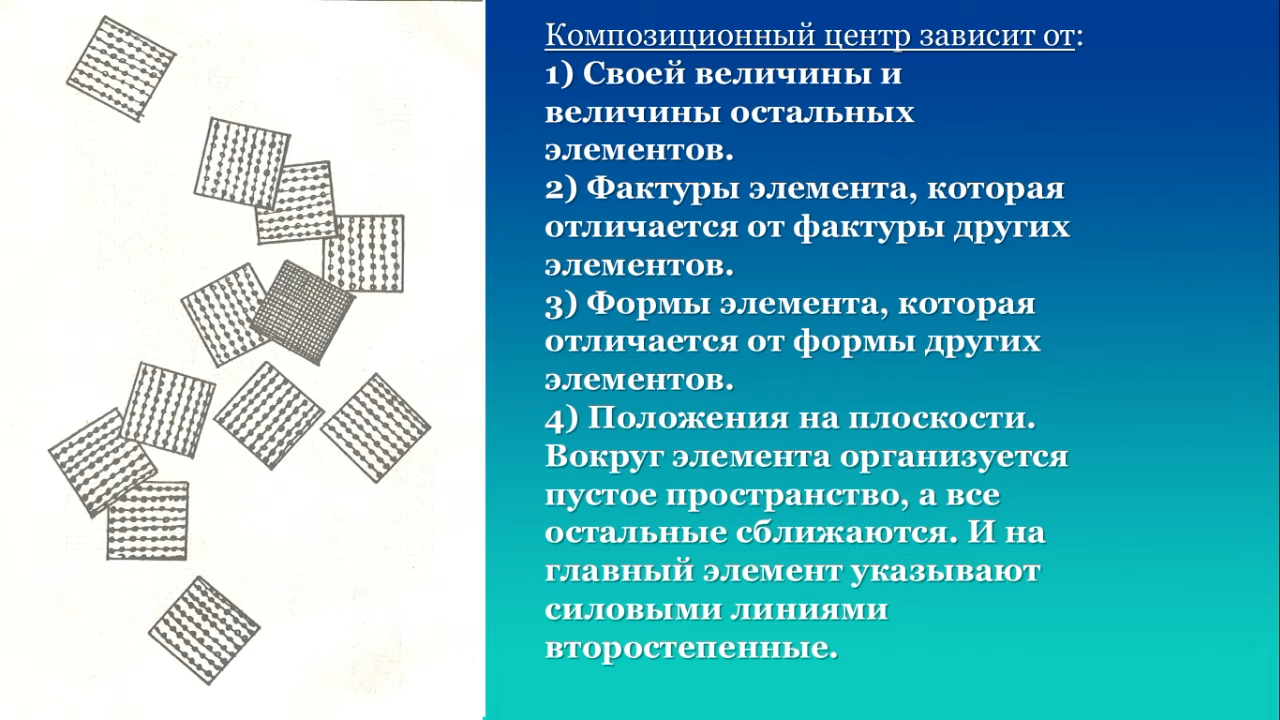 Композиционный центр зависит от:
1) Своей величины и
величины остальных
элементов.
2) Фактуры элемента, которая
отличается от фактуры других
элементов.
3) Формы элемента, которая
отличается от формы других
элементов.
4) Положения на плоскости.
Вокруг элемента организуется
пустое пространство, а все
остальные сближаются. И на
главный элемент указывают
силовыми линиями
второстепенные.